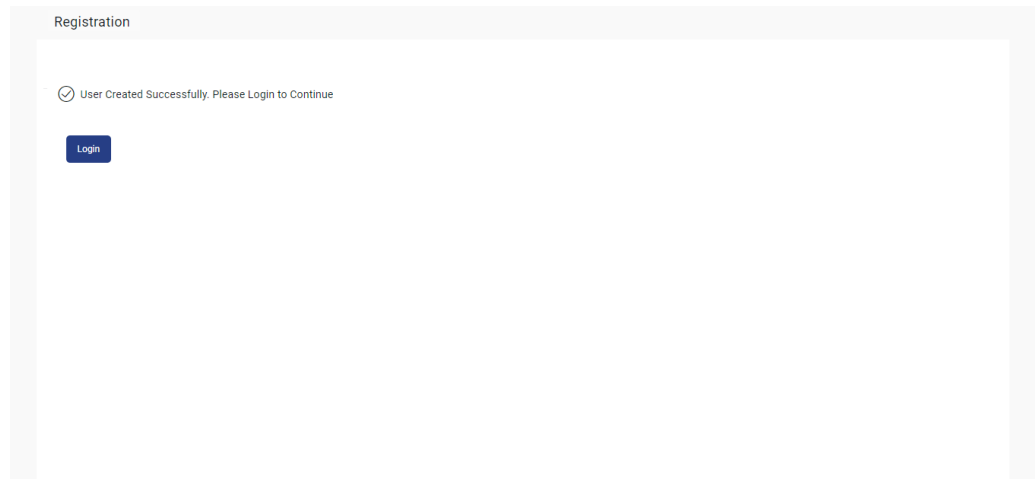 Registration
User Created Successfully. Please Login to Continue
Login